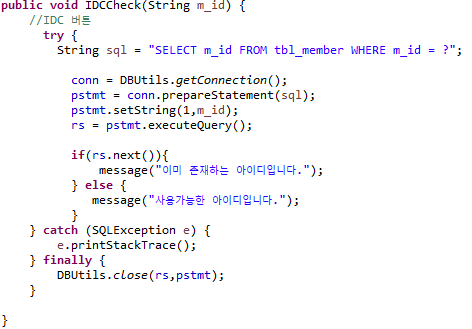 public void IDCCheck(String m_id) {
    //IDC 버튼
      try {
        String sql = "SELECT m_id FROM tbl_member WHERE m_id = ?";

          conn = DBUtils.getConnection();
          pstmt = conn.prepareStatement(sql);
          pstmt.setString(1,m_id);
          rs = pstmt.executeQuery();

          if(rs.next()){
              message("이미 존재하는 아이디입니다.");
          } else {
             message("사용가능한 아이디입니다.");
          }
    } catch (SQLException e) {
        e.printStackTrace();
    } finally {
        DBUtils.close(rs,pstmt);
    }

}